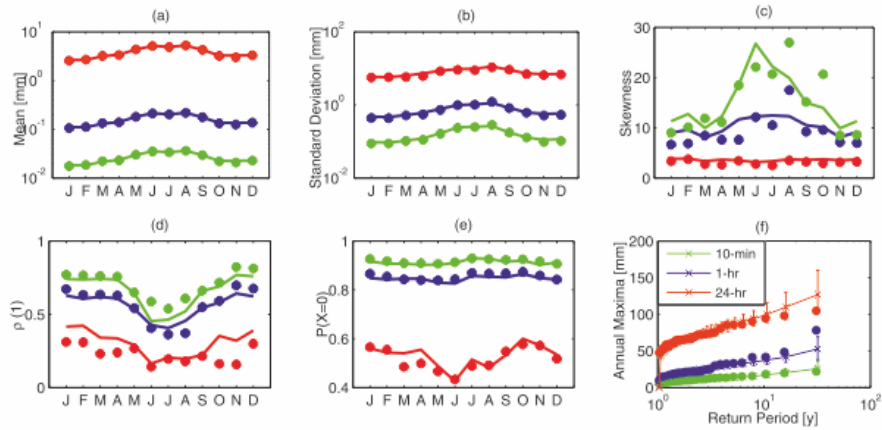 (a)
Mean [mm]
10^1
10^0
10^-1
10^-2
J F M A M J J A S O N D
(b)
Standard Deviation [mm]
10^2
10^0
10^-2
J F M A M J J A S O N D
(c)
Skewness
30
20
10
0
J F M A M J J A S O N D
(d)
ρ (1)
1
0.5
0
J F M A M J J A S O N D
(e)
P(X=0)
1
0.8
0.6
0.4
J F M A M J J A S O N D
(f)
Annual Maxima [mm]
200
150
100
50
0
10-min
1-hr
24-hr
10^0 10^1 10^2
Return Period [y]